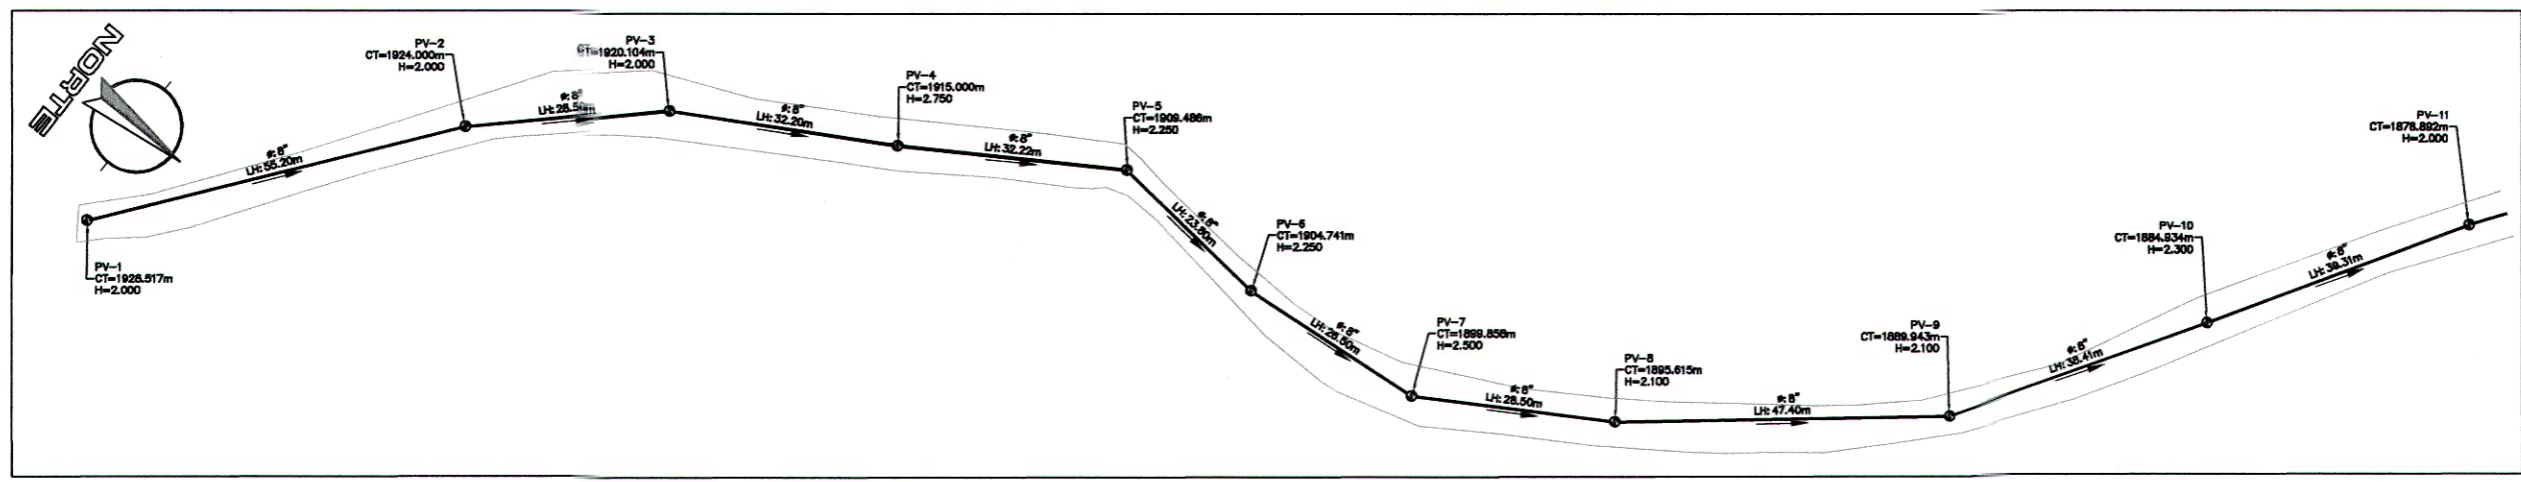 NORTE
PV-1
CT=1928.517m
H=2.000
ø: 8"
LH: 55.20m
PV-2
CT=1924.000m
H=2.000
ø: 8"
PV-3
CT=1920.104m
H=2.000
ø: 8"
LH: 32.20m
PV-4
CT=1915.000m
H=2.750
ø: 8"
LH: 32.22m
PV-5
CT=1909.486m
H=2.250
ø: 8"
LH: 23.80m
PV-6
CT=1904.741m
H=2.250
ø: 8"
LH: 28.50m
PV-7
CT=1899.858m
H=2.500
ø: 8"
LH: 28.50m
PV-8
CT=1895.615m
H=2.100
ø: 8"
LH: 47.40m
PV-9
CT=1889.943m
H=2.100
ø: 8"
LH: 38.41m
PV-10
CT=1884.934m
H=2.300
ø: 8"
LH: 39.31m
PV-11
CT=1878.892m
H=2.000